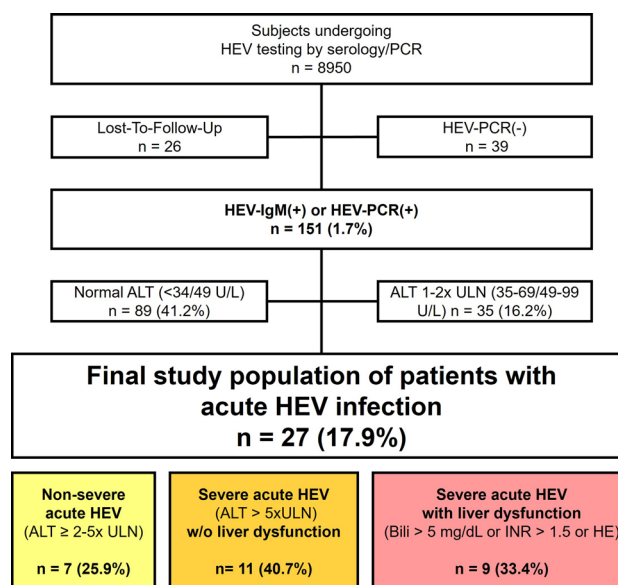 Subjects undergoing
HEV testing by serology/PCR
n = 8950
Lost-To-Follow-Up
n = 26
HEV-PCR(-)
n = 39
HEV-IgM(+) or HEV-PCR(+)
n = 151 (1.7%)
Normal ALT (<34/49 U/L)
n = 89 (41.2%)
ALT 1-2x ULN (35-69/49-99
U/L) n = 35 (16.2%)
Final study population of patients with
acute HEV infection
n = 27 (17.9%)
Non-severe
acute HEV
(ALT ≥ 2-5x ULN)
n = 7 (25.9%)
Severe acute HEV
(ALT > 5xULN)
w/o liver dysfunction
n= 11 (40.7%)
Severe acute HEV
with liver dysfunction
(Bili > 5 mg/dL or INR > 1.5 or HE)
n = 9 (33.4%)